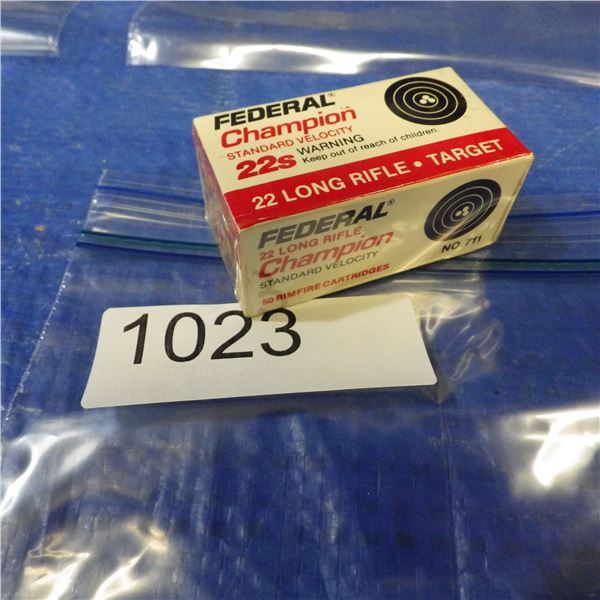 FEDERAL®
Champion™
STANDARD VELOCITY
22s WARNING
Keep out of reach of children.
22 LONG RIFLE • TARGET
FEDERAL®
22 LONG RIFLE
Champion
STANDARD VELOCITY
50 RIMFIRE CARTRIDGES
NO 711
1023